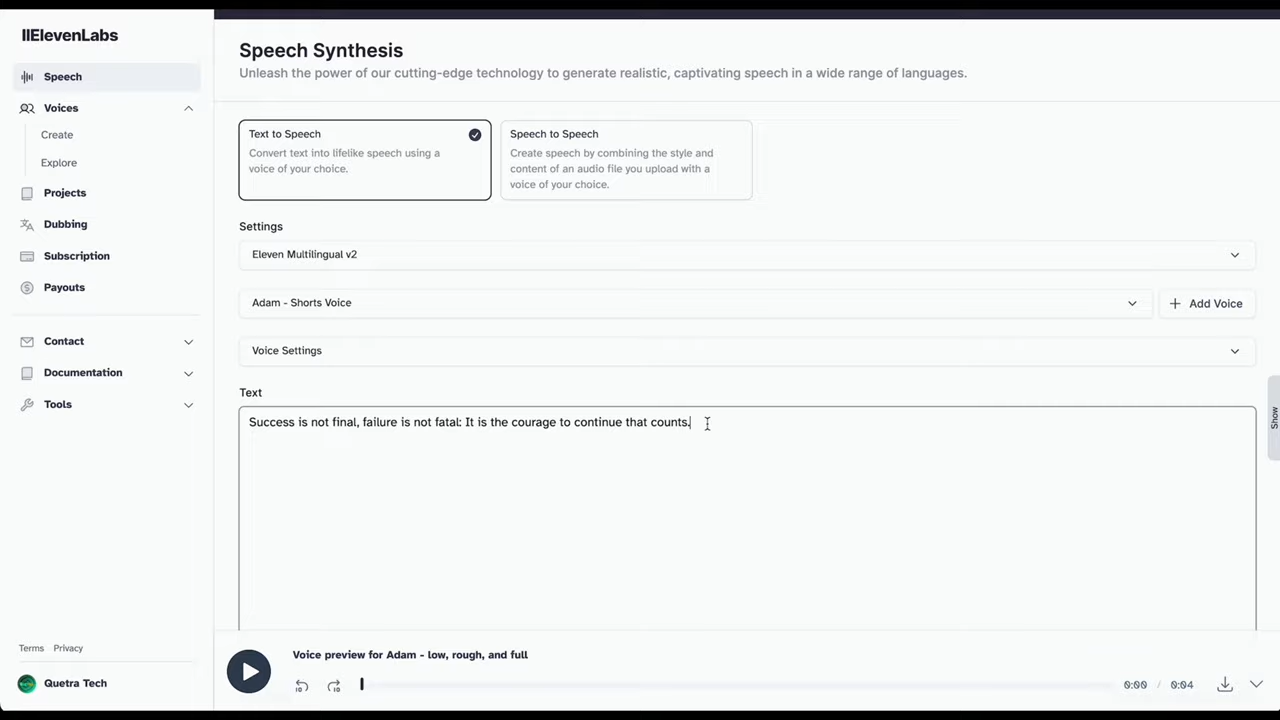 IIElevenLabs
Speech
Voices
Create
Explore
Projects
Dubbing
Subscription
Payouts
Contact
Documentation
Tools
Terms Privacy
Quetra Tech
Speech Synthesis
Unleash the power of our cutting-edge technology to generate realistic, captivating speech in a wide range of languages.
Text to Speech
Convert text into lifelike speech using a
voice of your choice.
Speech to Speech
Create speech by combining the style and
content of an audio file you upload with a
voice of your choice.
Settings
Eleven Multilingual v2
Adam - Shorts Voice
Add Voice
Voice Settings
Text
Success is not final, failure is not fatal: It is the courage to continue that counts.
Show
Voice preview for Adam - low, rough, and full
10 10 0:00 / 0:04